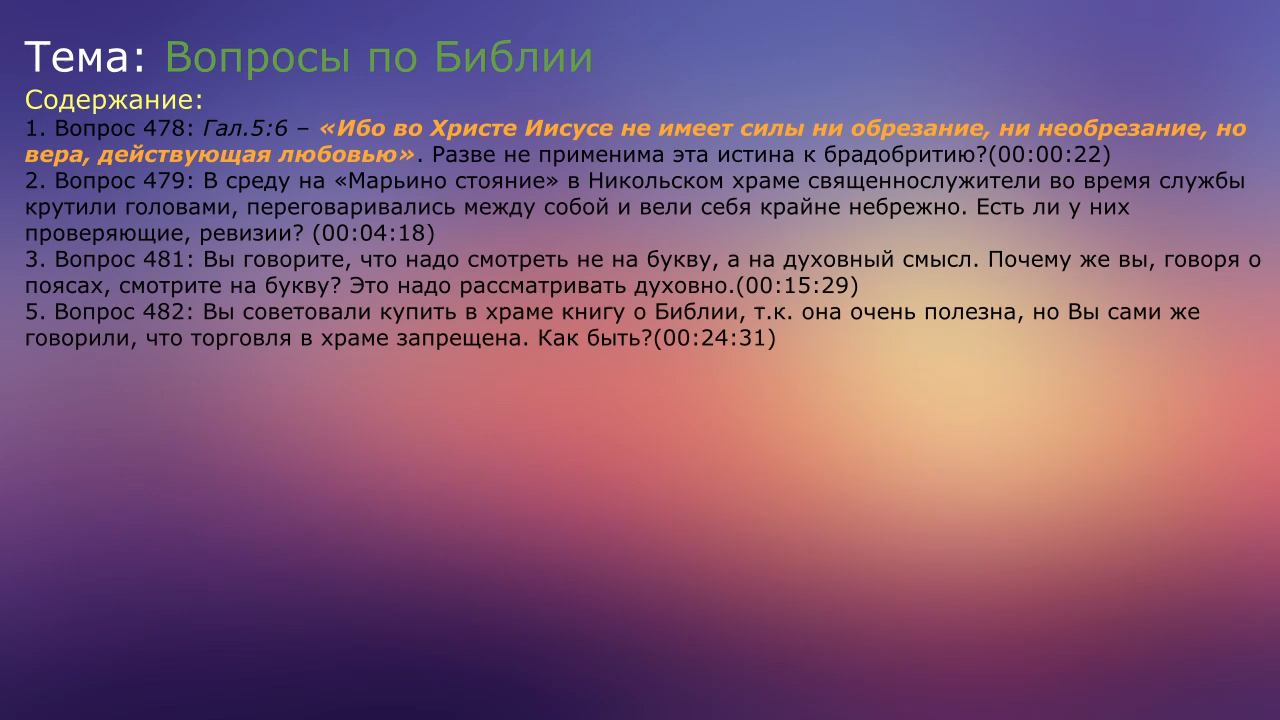 Тема: Вопросы по Библии
Содержание:
1. Вопрос 478: Гал.5:6 – «Ибо во Христе Иисусе не имеет силы ни обрезание, ни необрезание, но
вера, действующая любовью». Разве не применима эта истина к брадобритию?(00:00:22)
2. Вопрос 479: В среду на «Марьино стояние» в Никольском храме священнослужители во время службы
крутили головами, переговаривались между собой и вели себя крайне небрежно. Есть ли у них
проверяющие, ревизии? (00:04:18)
3. Вопрос 481: Вы говорите, что надо смотреть не на букву, а на духовный смысл. Почему же вы, говоря о
поясах, смотрите на букву? Это надо рассматривать духовно.(00:15:29)
5. Вопрос 482: Вы советовали купить в храме книгу о Библии, т.к. она очень полезна, но Вы сами же
говорили, что торговля в храме запрещена. Как быть?(00:24:31)